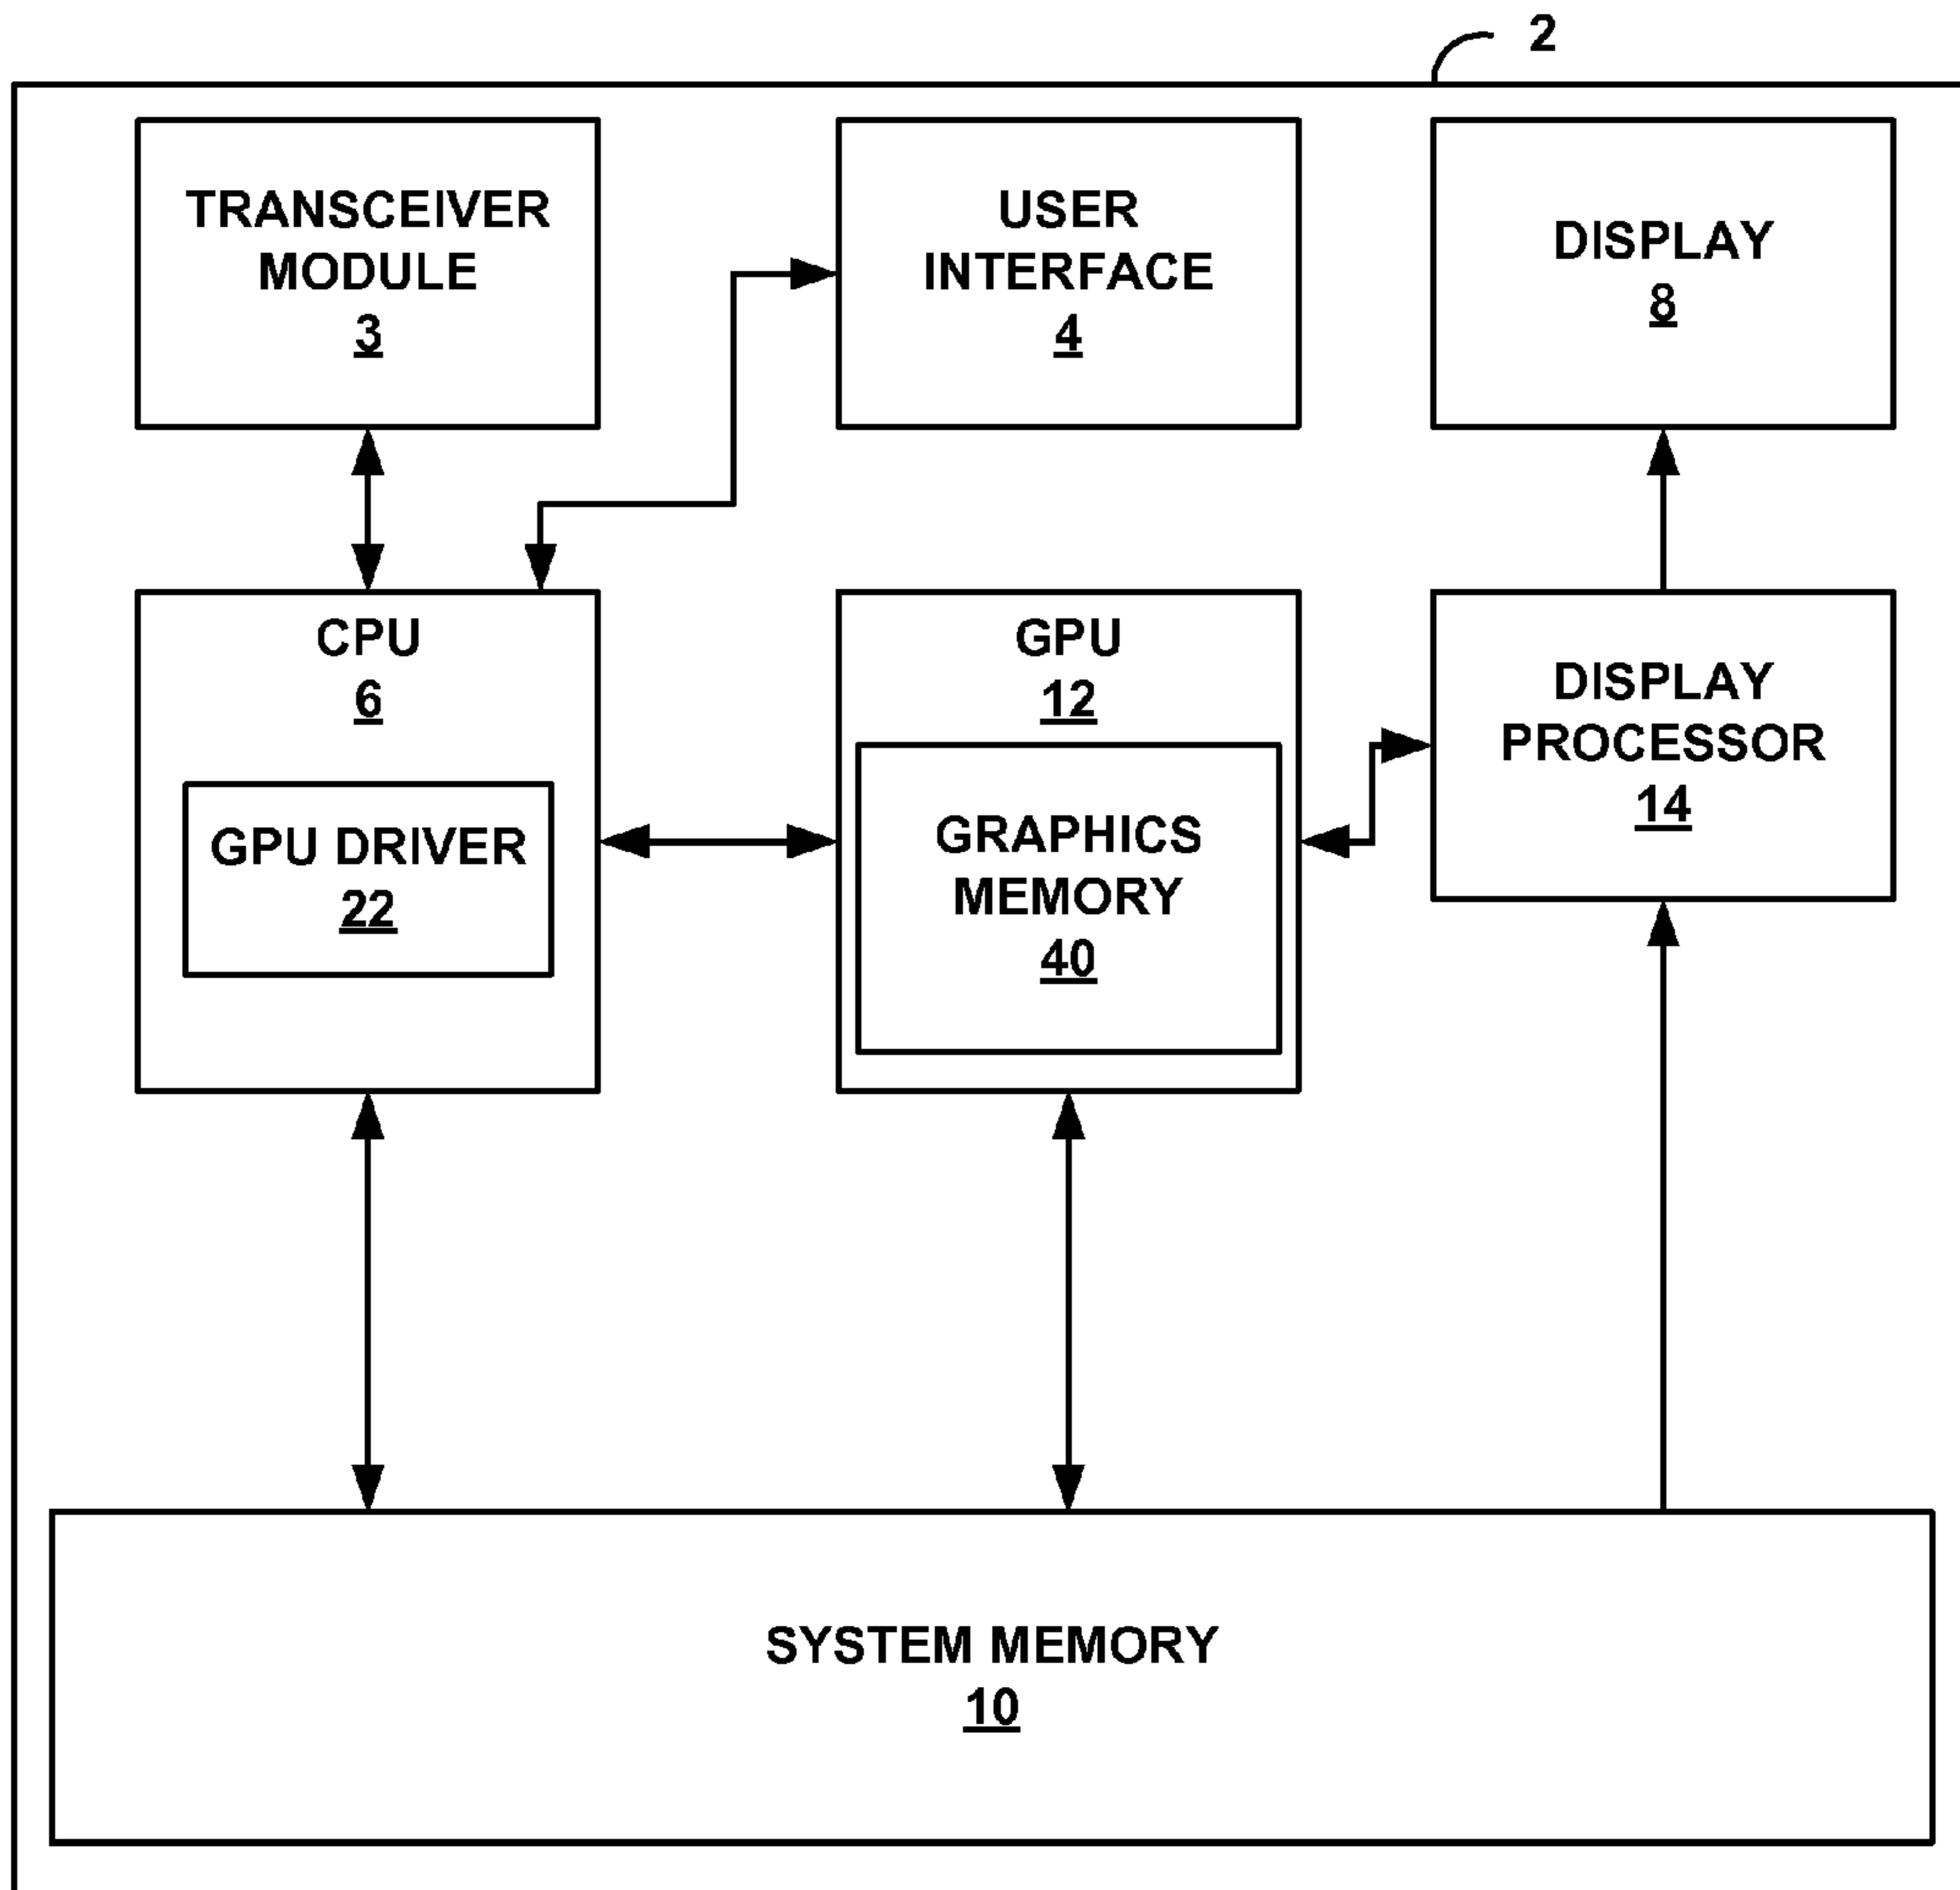 2
TRANSCEIVER
MODULE
3
USER
INTERFACE
4
DISPLAY
8
CPU
6
GPU DRIVER
22
GPU
12
GRAPHICS
MEMORY
40
DISPLAY
PROCESSOR
14
SYSTEM MEMORY
10